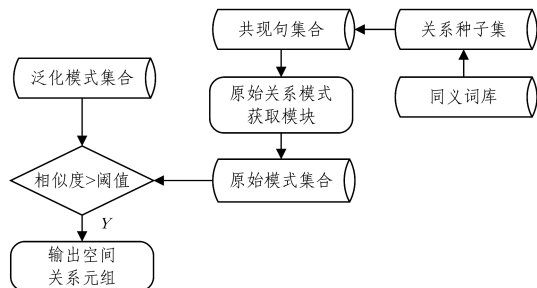 共现句集合
关系种子集
泛化模式集合
原始关系模式
获取模块
同义词库
相似度>阈值
原始模式集合
Y
输出空间
关系元组